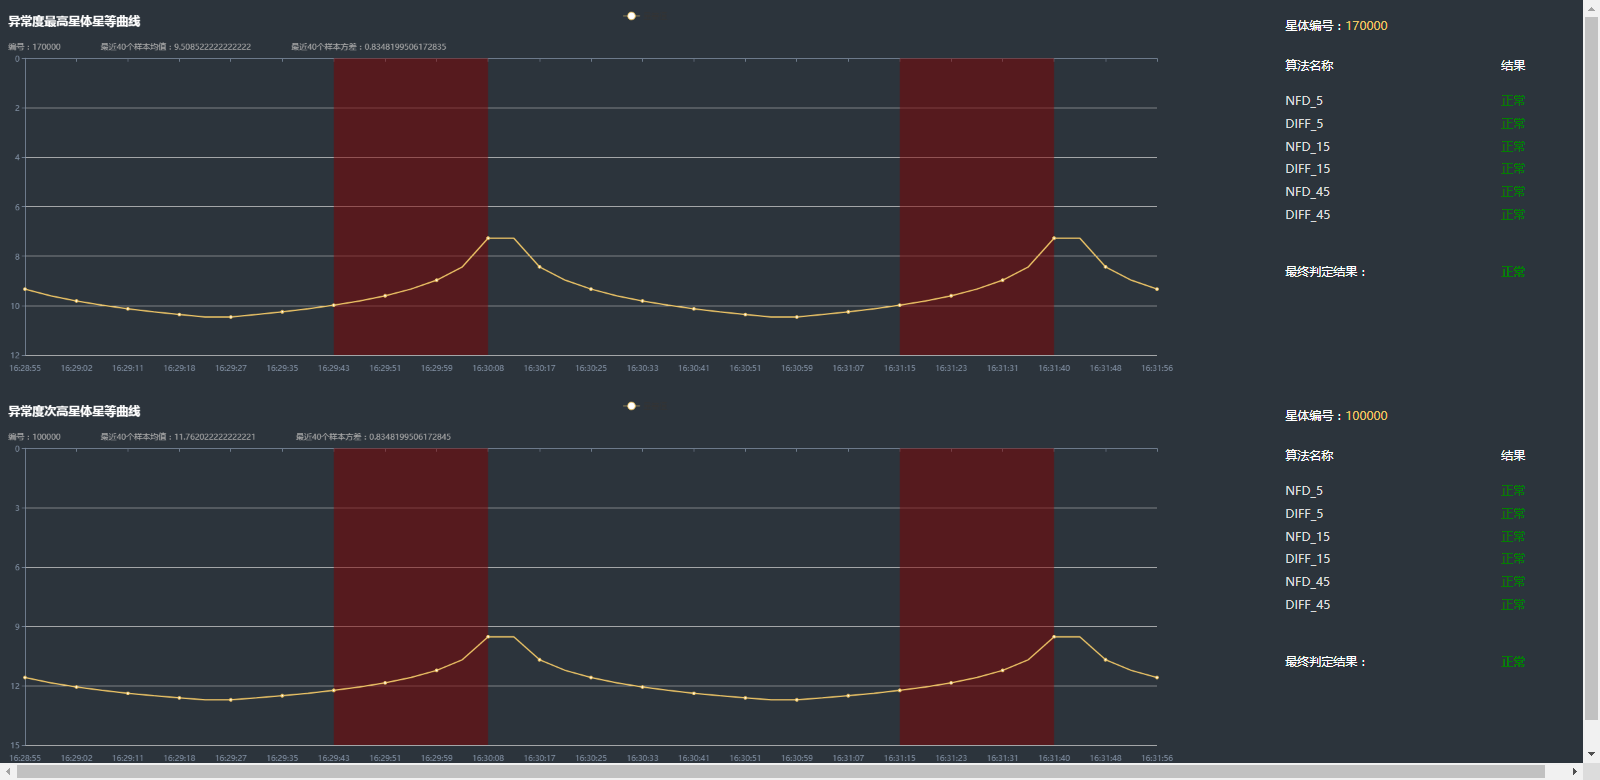 异常度最高星体星等曲线
编号：170000 最近40个样本均值：9.508522222222222 最近40个样本方差：0.8348199506172835
0
2
4
6
8
10
12
16:28:55 16:29:02 16:29:11 16:29:18 16:29:27 16:29:35 16:29:43 16:29:51 16:29:59 16:30:08 16:30:17 16:30:25 16:30:33 16:30:41 16:30:51 16:30:59 16:31:07 16:31:15 16:31:23 16:31:31 16:31:40 16:31:48 16:31:56
星体编号：170000
算法名称 结果
NFD_5 正常
DIFF_5 正常
NFD_15 正常
DIFF_15 正常
NFD_45 正常
DIFF_45 正常
最终判定结果： 正常
异常度次高星体星等曲线
编号：100000 最近40个样本均值：11.762022222222221 最近40个样本方差：0.8348199506172845
0
3
6
9
12
15
16:28:55 16:29:02 16:29:11 16:29:18 16:29:27 16:29:35 16:29:43 16:29:51 16:29:59 16:30:08 16:30:17 16:30:25 16:30:33 16:30:41 16:30:51 16:30:59 16:31:07 16:31:15 16:31:23 16:31:31 16:31:40 16:31:48 16:31:56
星体编号：100000
算法名称 结果
NFD_5 正常
DIFF_5 正常
NFD_15 正常
DIFF_15 正常
NFD_45 正常
DIFF_45 正常
最终判定结果： 正常